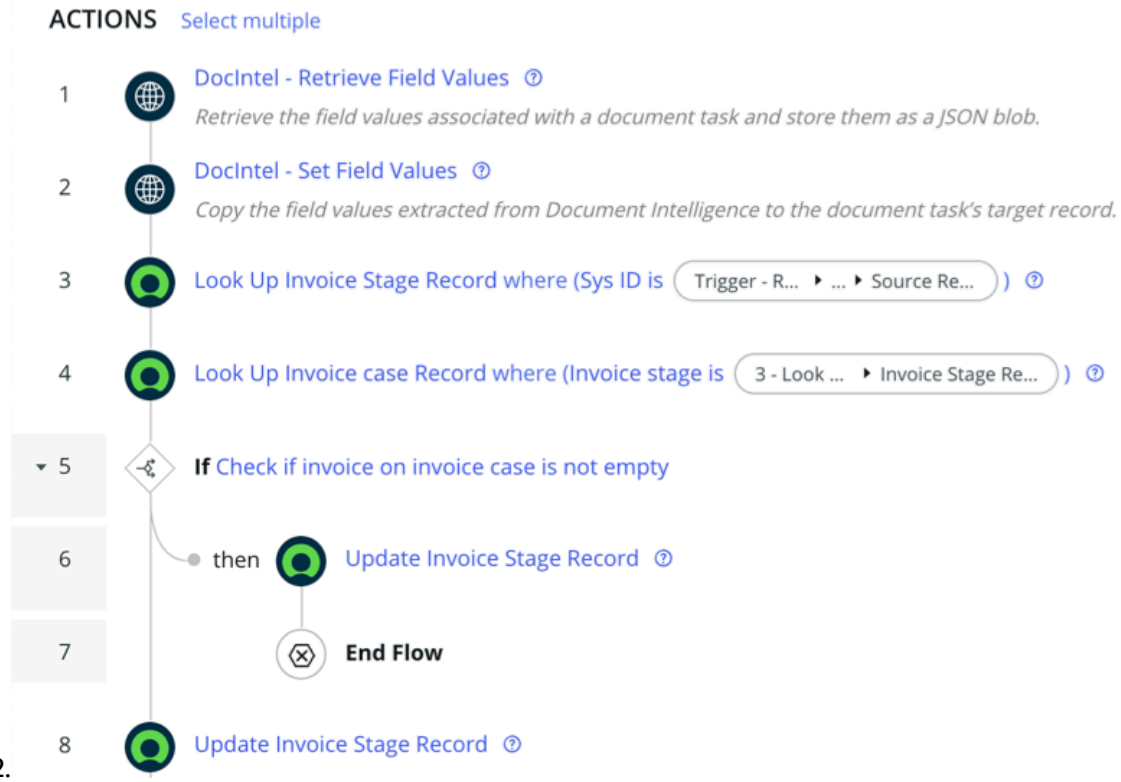 ACTIONS Select multiple
1 DocIntel - Retrieve Field Values ?
Retrieve the field values associated with a document task and store them as a JSON blob.
2 DocIntel - Set Field Values ?
Copy the field values extracted from Document Intelligence to the document task's target record.
3 Look Up Invoice Stage Record where (Sys ID is Trigger - R... ▸ ... ▸ Source Re... ) ?
4 Look Up Invoice case Record where (Invoice stage is 3 - Look ... ▸ Invoice Stage Re... ) ?
5 If Check if invoice on invoice case is not empty
6 then Update Invoice Stage Record ?
7 End Flow
8 Update Invoice Stage Record ?
2.